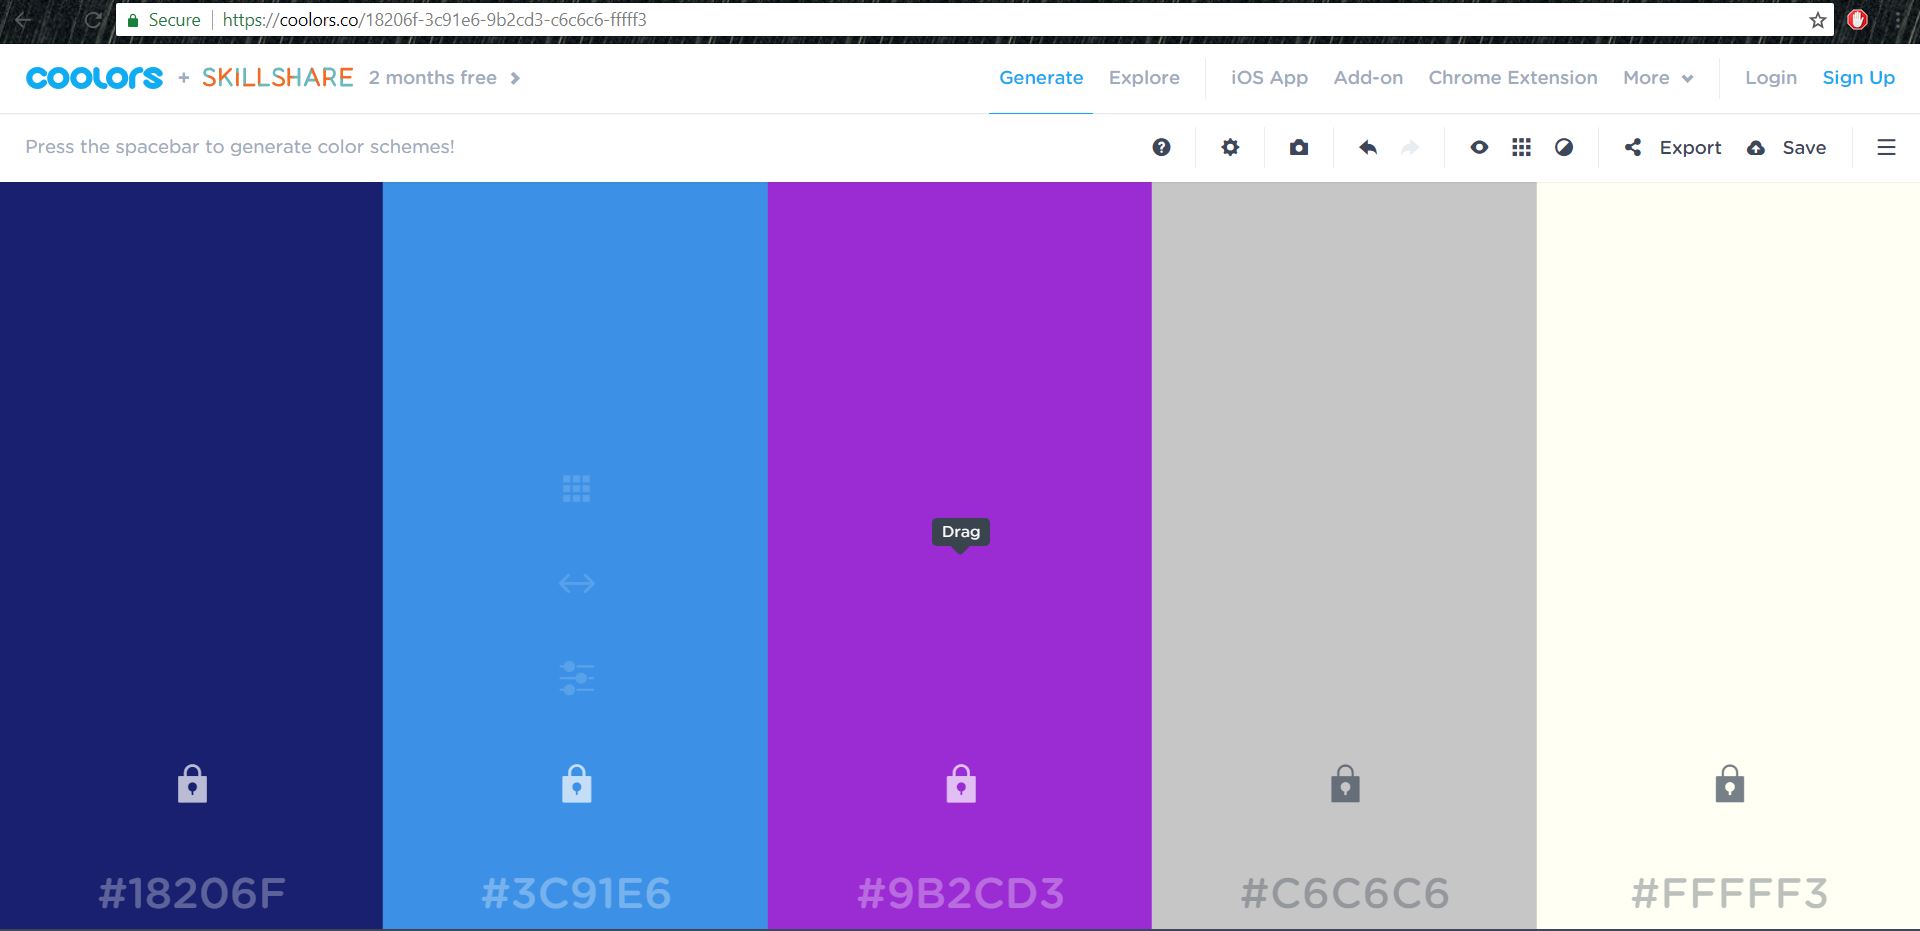 Secure https://coolors.co/18206f-3c91e6-9b2cd3-c6c6c6-fffff3
coolors + SKILLSHARE 2 months free Generate Explore iOS App Add-on Chrome Extension More Login Sign Up
Press the spacebar to generate color schemes! Export Save
Drag
#18206F #3C91E6 #9B2CD3 #C6C6C6 #FFFFF3